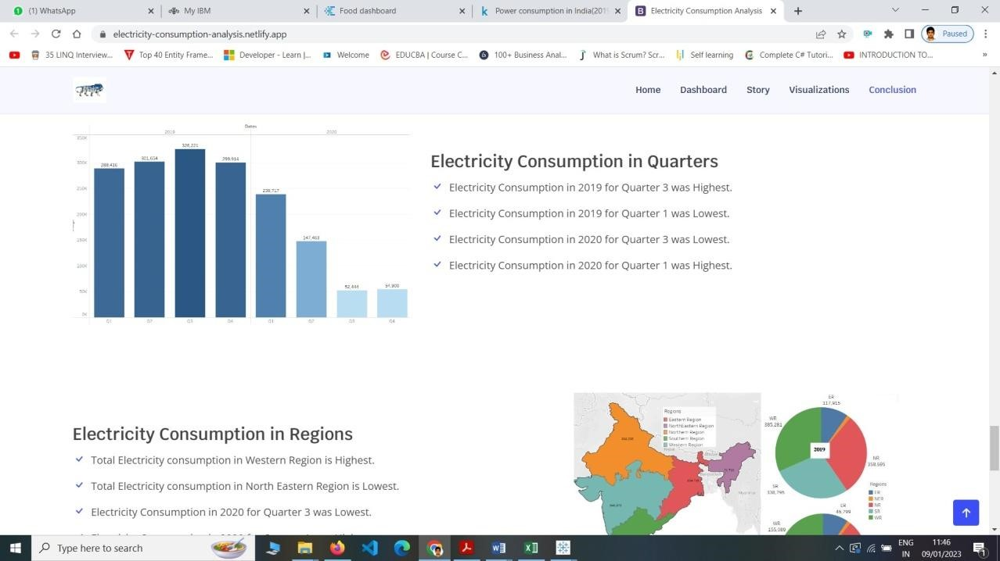 (1) WhatsApp
My IBM
Food dashboard
Power consumption in India(201
Electricity Consumption Analysis
electricity-consumption-analysis.netlify.app
Paused
35 LINQ Interview...
Top 40 Entity Frame...
Developer - Learn |...
Welcome
EDUCBA | Course C...
100+ Business Anal...
What is Scrum? Scr...
Self learning
Complete C# Tutori...
INTRODUCTION TO...
»
Home
Dashboard
Story
Visualizations
Conclusion
Dates
2019
2020
350K
300K
250K
200K
150K
100K
50K
0K
288,416
301,654
326,221
299,914
238,717
147,463
52,444
54,900
Q1
Q2
Q3
Q4
Q1
Q2
Q3
Q4
Electricity Consumption in Quarters
Electricity Consumption in 2019 for Quarter 3 was Highest.
Electricity Consumption in 2019 for Quarter 1 was Lowest.
Electricity Consumption in 2020 for Quarter 3 was Lowest.
Electricity Consumption in 2020 for Quarter 1 was Highest.
Electricity Consumption in Regions
Total Electricity consumption in Western Region is Highest.
Total Electricity consumption in North Eastern Region is Lowest.
Electricity Consumption in 2020 for Quarter 3 was Lowest.
Regions
Eastern Region
NorthEastern Region
Northern Region
Southern Region
Western Region
Nepal
Bhutan
Bangladesh
Myanmar
ER
117,915
WR
385,281
2019
NR
SR
338,795
Regions
ER
NER
NR
SR
WR
ER
46,799
WR
155,089
Type here to search
ENG
IN
11:46
09/01/2023